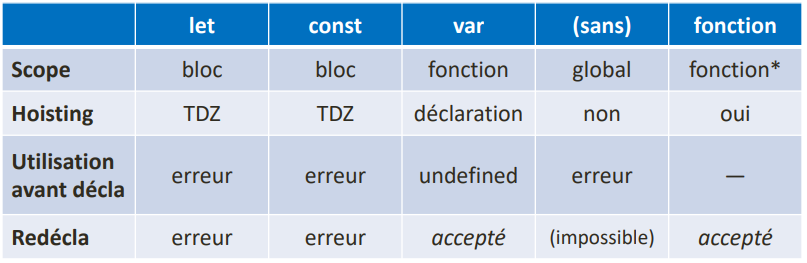 let const var (sans) fonction
Scope bloc bloc fonction global fonction*
Hoisting TDZ TDZ déclaration non oui
Utilisation
avant décla erreur erreur undefined erreur —
Redécla erreur erreur accepté (impossible) accepté